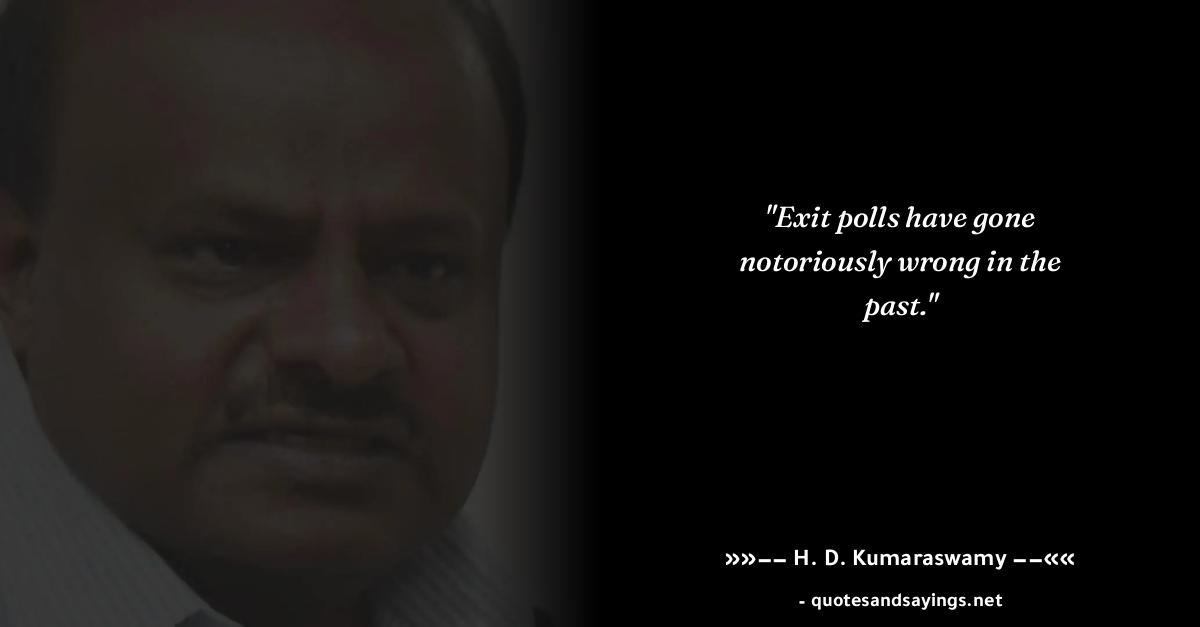 "Exit polls have gone
notoriously wrong in the
past."
»»−− H. D. Kumaraswamy −−««
- quotesandsayings.net